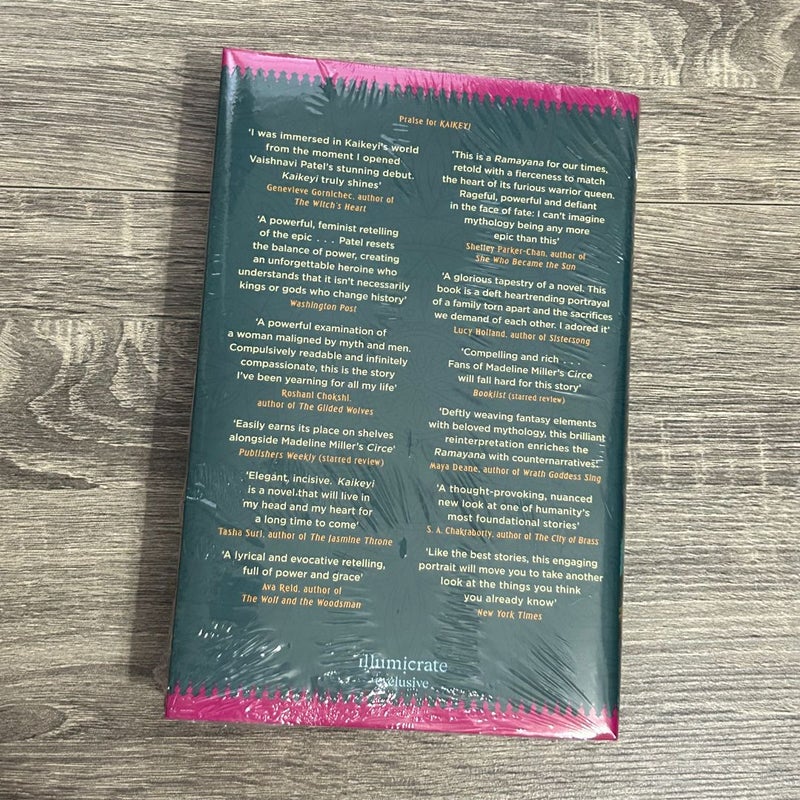 Praise for KAIKEYI
'I was immersed in Kaikeyi's world
from the moment I opened
Vaishnavi Patel's stunning debut.
Kaikeyi truly shines'
Genevieve Gornichec, author of
The Witch's Heart
'A powerful, feminist retelling
of the epic . . . Patel resets
the balance of power, creating
an unforgettable heroine who
understands that it isn't necessarily
kings or gods who change history'
Washington Post
'A powerful examination of
a woman maligned by myth and men.
Compulsively readable and infinitely
compassionate, this is the story
I've been yearning for all my life'
Roshani Chokshi,
author of The Gilded Wolves
'Easily earns its place on shelves
alongside Madeline Miller's Circe'
Publishers Weekly (starred review)
'Elegant, incisive. Kaikeyi
is a novel that will live in
my head and my heart for
a long time to come'
Tasha Suri, author of The Jasmine Throne
'A lyrical and evocative retelling,
full of power and grace'
Ava Reid, author of
The Wolf and the Woodsman
'This is a Ramayana for our times,
retold with a fierceness to match
the heart of its furious warrior queen.
Rageful, powerful and defiant
in the face of fate: I can't imagine
mythology being any more
epic than this'
Shelley Parker-Chan, author of
She Who Became the Sun
'A glorious tapestry of a novel. This
book is a deft heartrending portrayal
of a family torn apart and the sacrifices
we demand of each other. I adored it'
Lucy Holland, author of Sistersong
'Compelling and rich . . .
Fans of Madeline Miller's Circe
will fall hard for this story'
Booklist (starred review)
'Deftly weaving fantasy elements
with beloved mythology, this brilliant
reinterpretation enriches the
Ramayana with counternarratives'
Maya Deane, author of Wrath Goddess Sing
'A thought-provoking, nuanced
new look at one of humanity's
most foundational stories'
S. A. Chakraborty, author of The City of Brass
'Like the best stories, this engaging
portrait will move you to take another
look at the things you think
you already know'
New York Times
illumicrate
exclusive